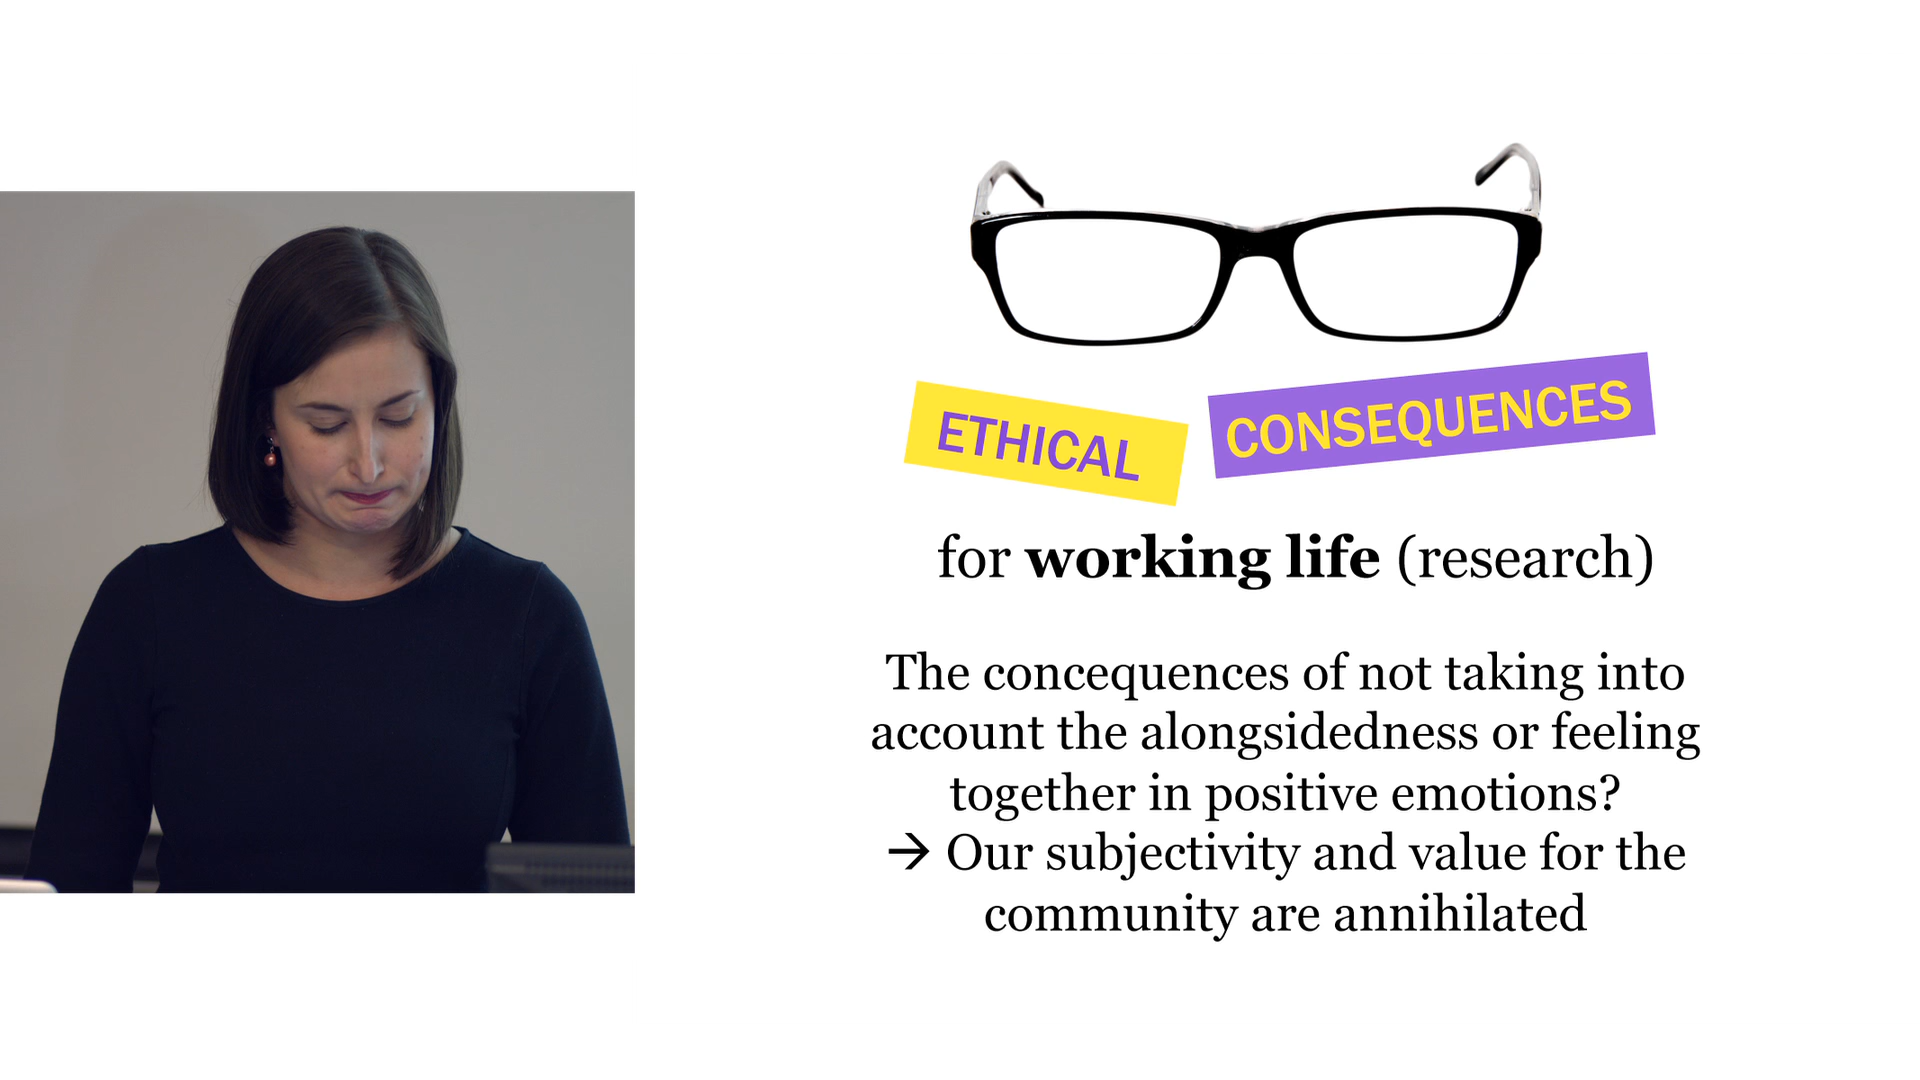 ETHICAL CONSEQUENCES
for working life (research)
The concequences of not taking into
account the alongsidedness or feeling
together in positive emotions?
→ Our subjectivity and value for the
community are annihilated